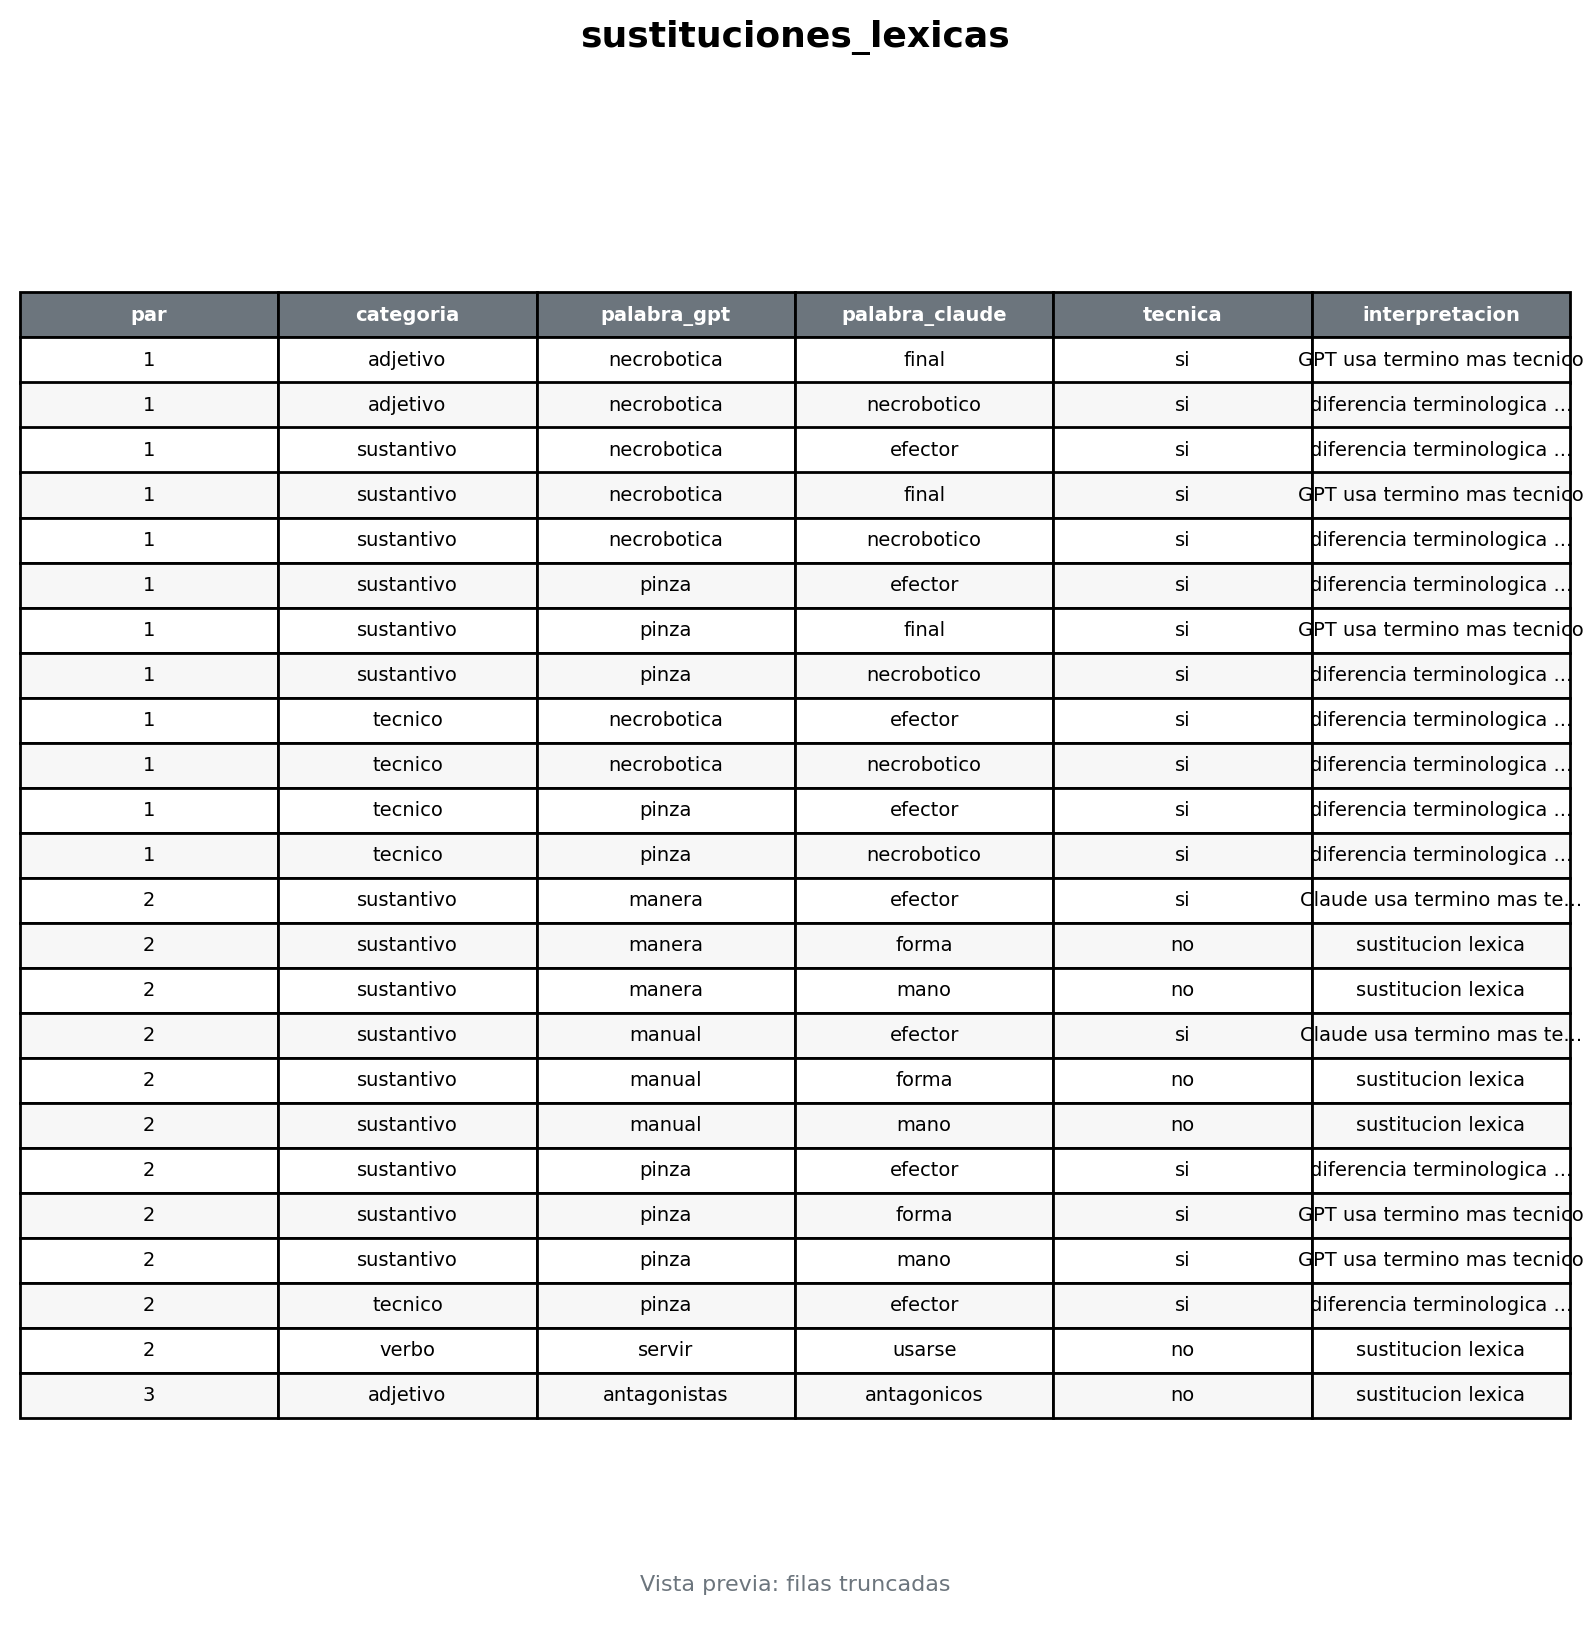 sustituciones_lexicas
par categoria palabra_gpt palabra_claude tecnica interpretacion
1 adjetivo necrobotica final si GPT usa termino mas tecnico
1 adjetivo necrobotica necrobotico si diferencia terminologica ...
1 sustantivo necrobotica efector si diferencia terminologica ...
1 sustantivo necrobotica final si GPT usa termino mas tecnico
1 sustantivo necrobotica necrobotico si diferencia terminologica ...
1 sustantivo pinza efector si diferencia terminologica ...
1 sustantivo pinza final si GPT usa termino mas tecnico
1 sustantivo pinza necrobotico si diferencia terminologica ...
1 tecnico necrobotica efector si diferencia terminologica ...
1 tecnico necrobotica necrobotico si diferencia terminologica ...
1 tecnico pinza efector si diferencia terminologica ...
1 tecnico pinza necrobotico si diferencia terminologica ...
2 sustantivo manera efector si Claude usa termino mas te...
2 sustantivo manera forma no sustitucion lexica
2 sustantivo manera mano no sustitucion lexica
2 sustantivo manual efector si Claude usa termino mas te...
2 sustantivo manual forma no sustitucion lexica
2 sustantivo manual mano no sustitucion lexica
2 sustantivo pinza efector si diferencia terminologica ...
2 sustantivo pinza forma si GPT usa termino mas tecnico
2 sustantivo pinza mano si GPT usa termino mas tecnico
2 tecnico pinza efector si diferencia terminologica ...
2 verbo servir usarse no sustitucion lexica
3 adjetivo antagonistas antagonicos no sustitucion lexica
Vista previa: filas truncadas